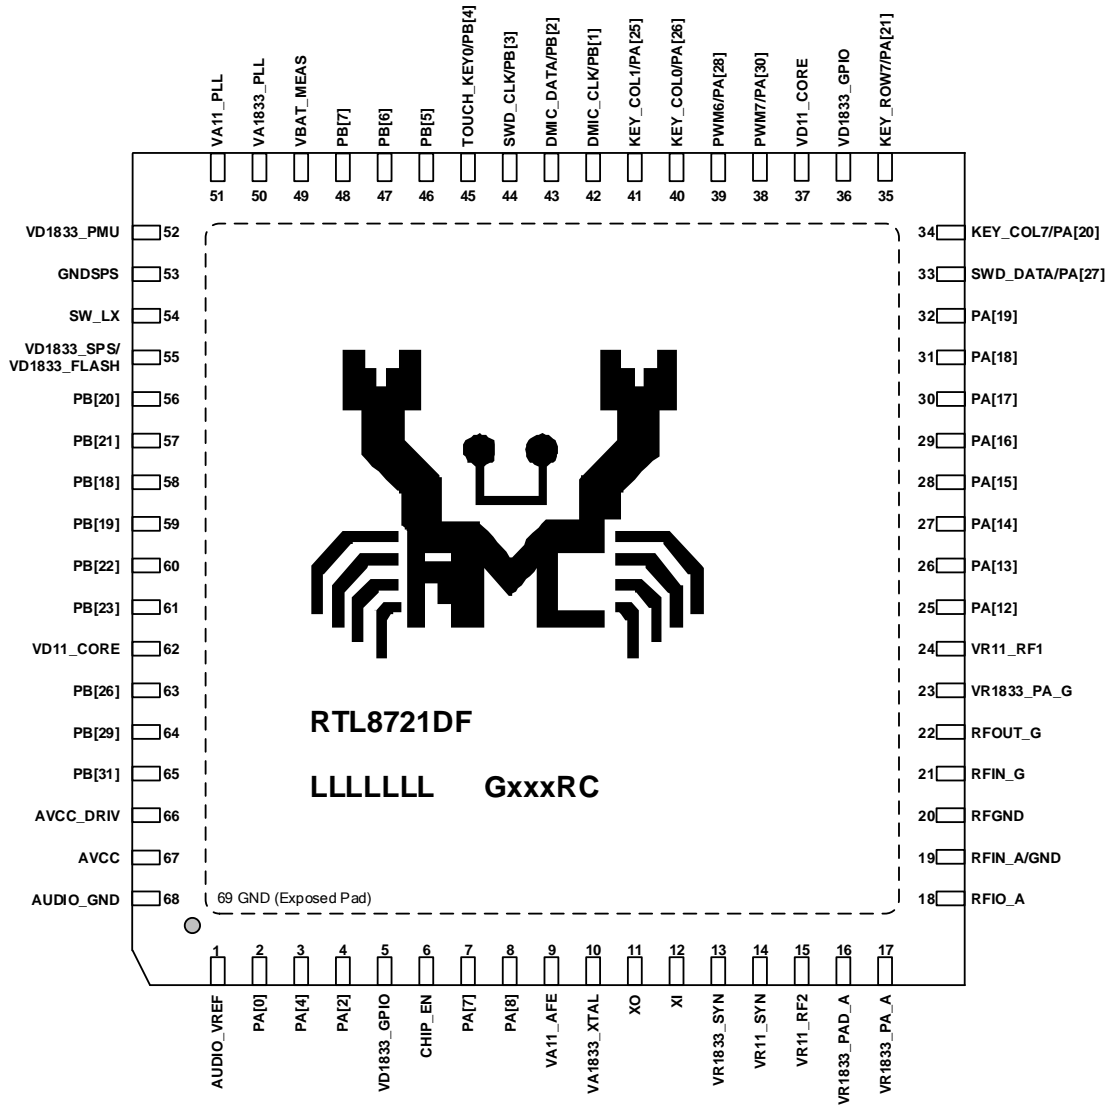 VA11_PLL
VA1833_PLL
VBAT_MEAS
PB[7]
PB[6]
PB[5]
TOUCH_KEY0/PB[4]
SWD_CLK/PB[3]
DMIC_DATA/PB[2]
DMIC_CLK/PB[1]
KEY_COL1/PA[25]
KEY_COL0/PA[26]
PWM6/PA[28]
PWM7/PA[30]
VD11_CORE
VD1833_GPIO
KEY_ROW7/PA[21]
51 50 49 48 47 46 45 44 43 42 41 40 39 38 37 36 35
VD1833_PMU 52
34 KEY_COL7/PA[20]
GNDSPS 53
33 SWD_DATA/PA[27]
SW_LX 54
32 PA[19]
VD1833_SPS/
VD1833_FLASH 55
31 PA[18]
PB[20] 56
30 PA[17]
PB[21] 57
29 PA[16]
PB[18] 58
28 PA[15]
PB[19] 59
27 PA[14]
PB[22] 60
26 PA[13]
PB[23] 61
25 PA[12]
VD11_CORE 62
24 VR11_RF1
PB[26] 63
23 VR1833_PA_G
PB[29] 64
22 RFOUT_G
PB[31] 65
21 RFIN_G
AVCC_DRIV 66
20 RFGND
AVCC 67
19 RFIN_A/GND
AUDIO_GND 68
18 RFIO_A
RTL8721DF
LLLLLLL GxxxRC
69 GND (Exposed Pad)
1 2 3 4 5 6 7 8 9 10 11 12 13 14 15 16 17
AUDIO_VREF
PA[0]
PA[4]
PA[2]
VD1833_GPIO
CHIP_EN
PA[7]
PA[8]
VA11_AFE
VA1833_XTAL
XO
XI
VR1833_SYN
VR11_SYN
VR11_RF2
VR1833_PAD_A
VR1833_PA_A